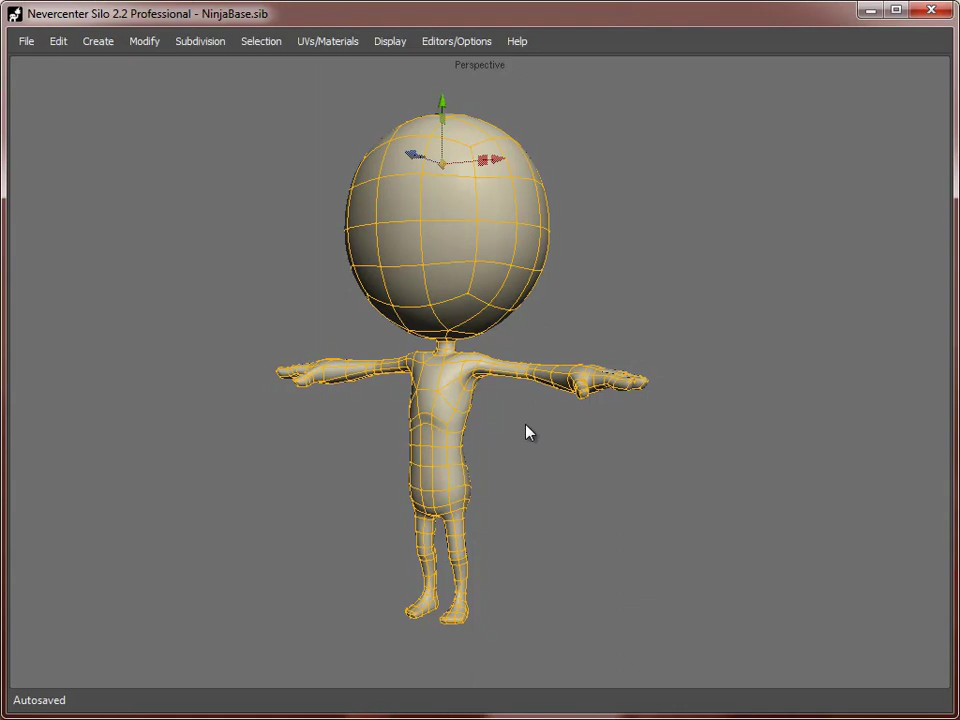 Nevercenter Silo 2.2 Professional - NinjaBase.sib
File Edit Create Modify Subdivision Selection UVs/Materials Display Editors/Options Help
Perspective
Autosaved